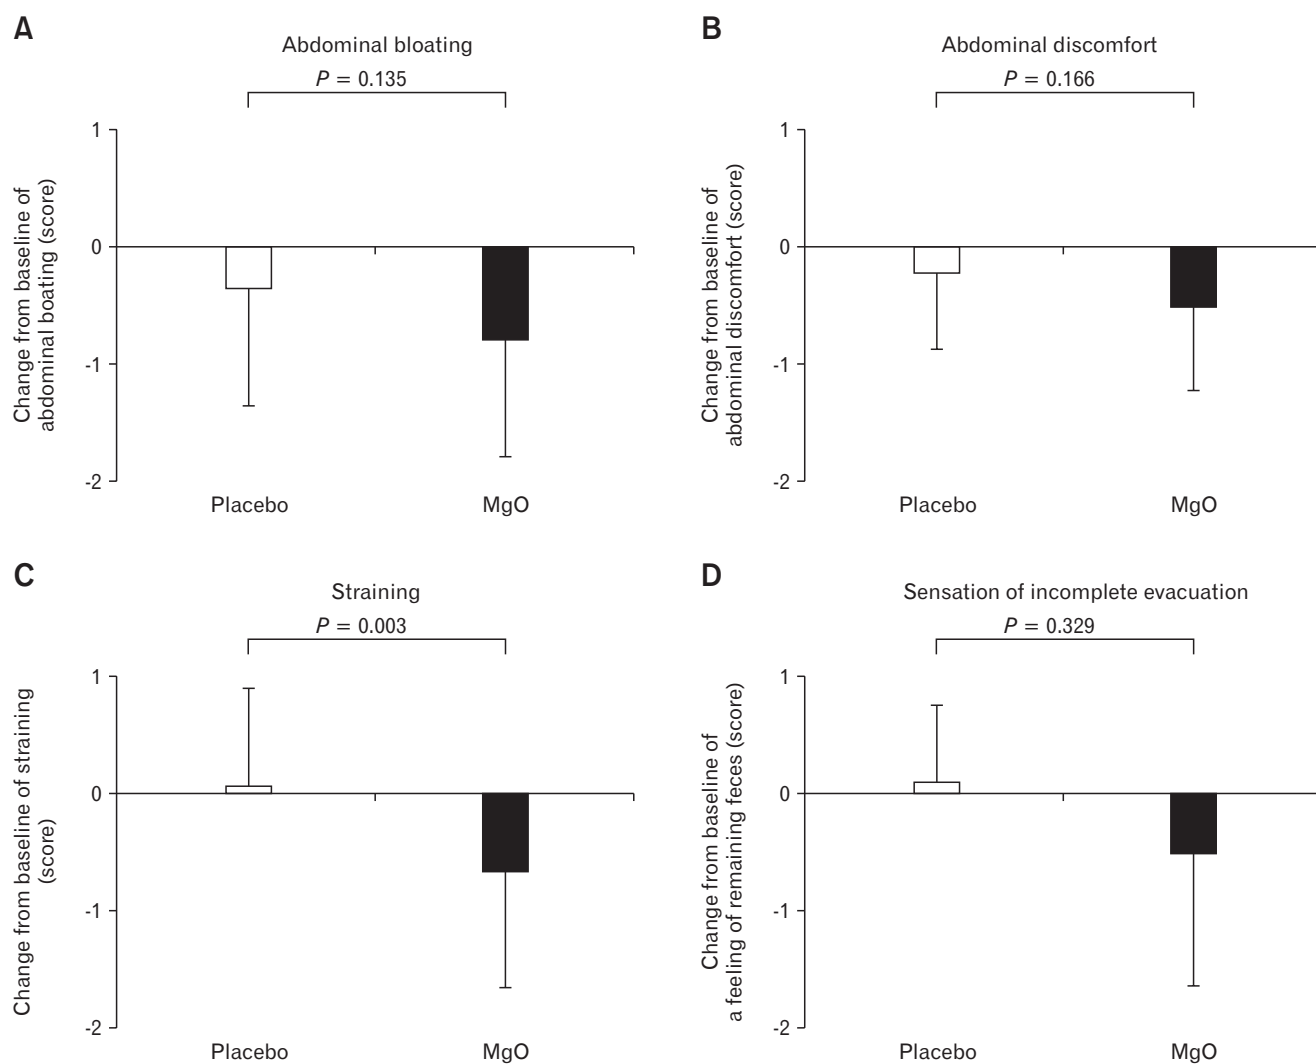 A
Abdominal bloating
P = 0.135
Change from baseline of
abdominal boating (score)
1
0
-1
-2
Placebo
MgO
B
Abdominal discomfort
P = 0.166
Change from baseline of
abdominal discomfort (score)
1
0
-1
-2
Placebo
MgO
C
Straining
P = 0.003
Change from baseline of straining
(score)
1
0
-1
-2
Placebo
MgO
D
Sensation of incomplete evacuation
P = 0.329
Change from baseline of
a feeling of remaining feces (score)
1
0
-1
-2
Placebo
MgO